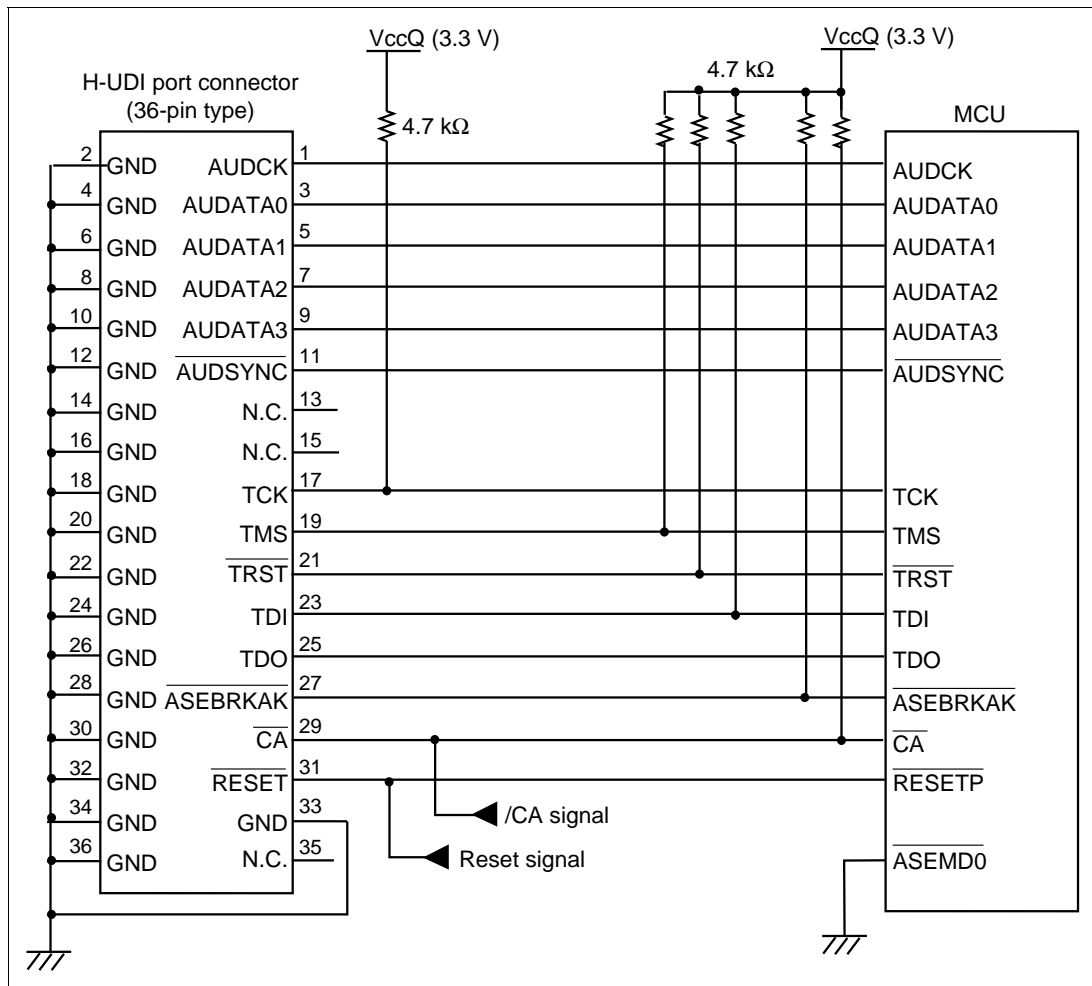 VccQ (3.3 V)
VccQ (3.3 V)
H-UDI port connector
(36-pin type)
4.7 kΩ
4.7 kΩ
MCU
2 GND AUDCK 1 AUDCK
4 GND AUDATA0 3 AUDATA0
6 GND AUDATA1 5 AUDATA1
8 GND AUDATA2 7 AUDATA2
10 GND AUDATA3 9 AUDATA3
12 GND AUDSYNC 11 AUDSYNC
14 GND N.C. 13
16 GND N.C. 15
18 GND TCK 17 TCK
20 GND TMS 19 TMS
22 GND TRST 21 TRST
24 GND TDI 23 TDI
26 GND TDO 25 TDO
28 GND ASEBRKAK 27 ASEBRKAK
30 GND CA 29 CA
32 GND RESET 31 RESETP
34 GND GND 33
/CA signal
36 GND N.C. 35
Reset signal
ASEMD0